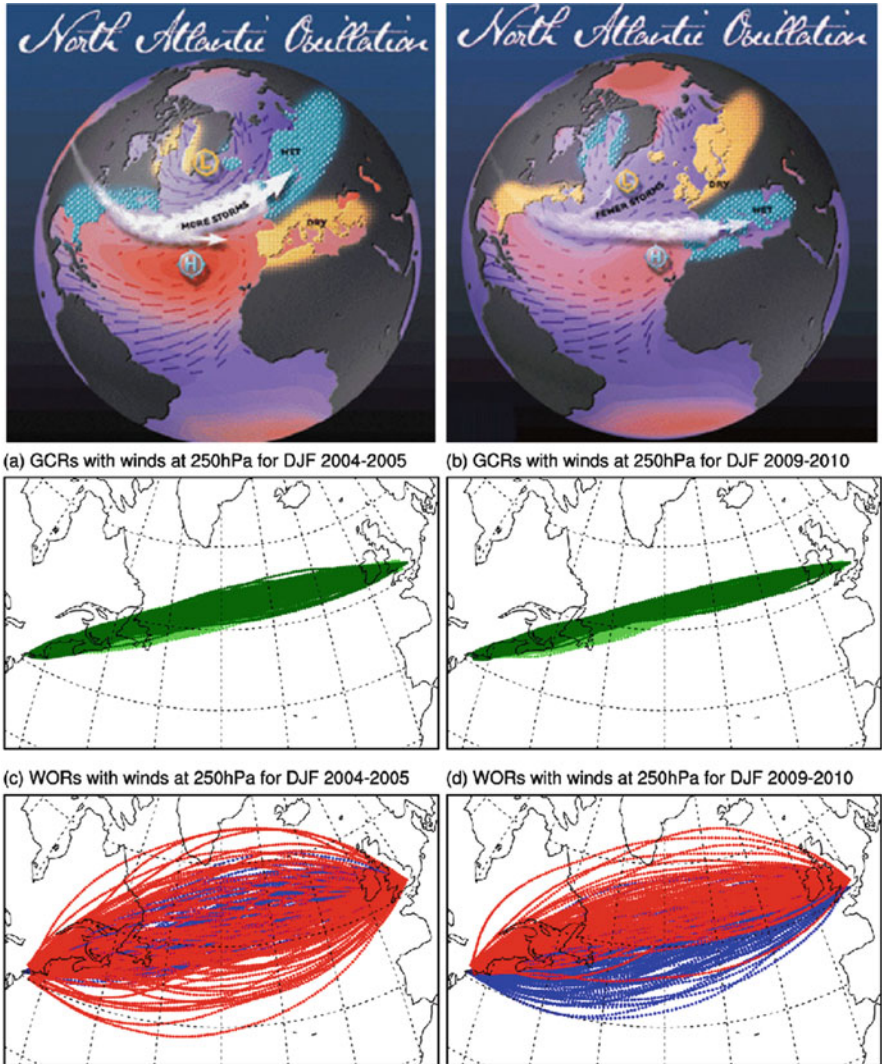 North Atlantic Oscillation
North Atlantic Oscillation
L
WET
MORE STORMS
DRY
H
L
DRY
FEWER STORMS
WET
H
(a) GCRs with winds at 250hPa for DJF 2004-2005
(b) GCRs with winds at 250hPa for DJF 2009-2010
(c) WORs with winds at 250hPa for DJF 2004-2005
(d) WORs with winds at 250hPa for DJF 2009-2010